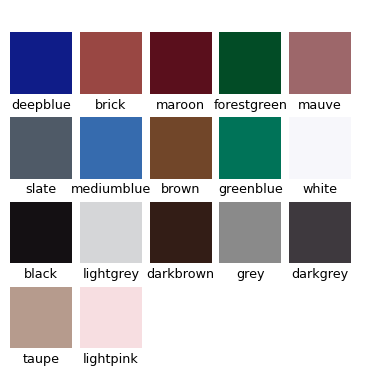 deepblue brick maroon forestgreen mauve
slate mediumblue brown greenblue white
black lightgrey darkbrown grey darkgrey
taupe lightpink